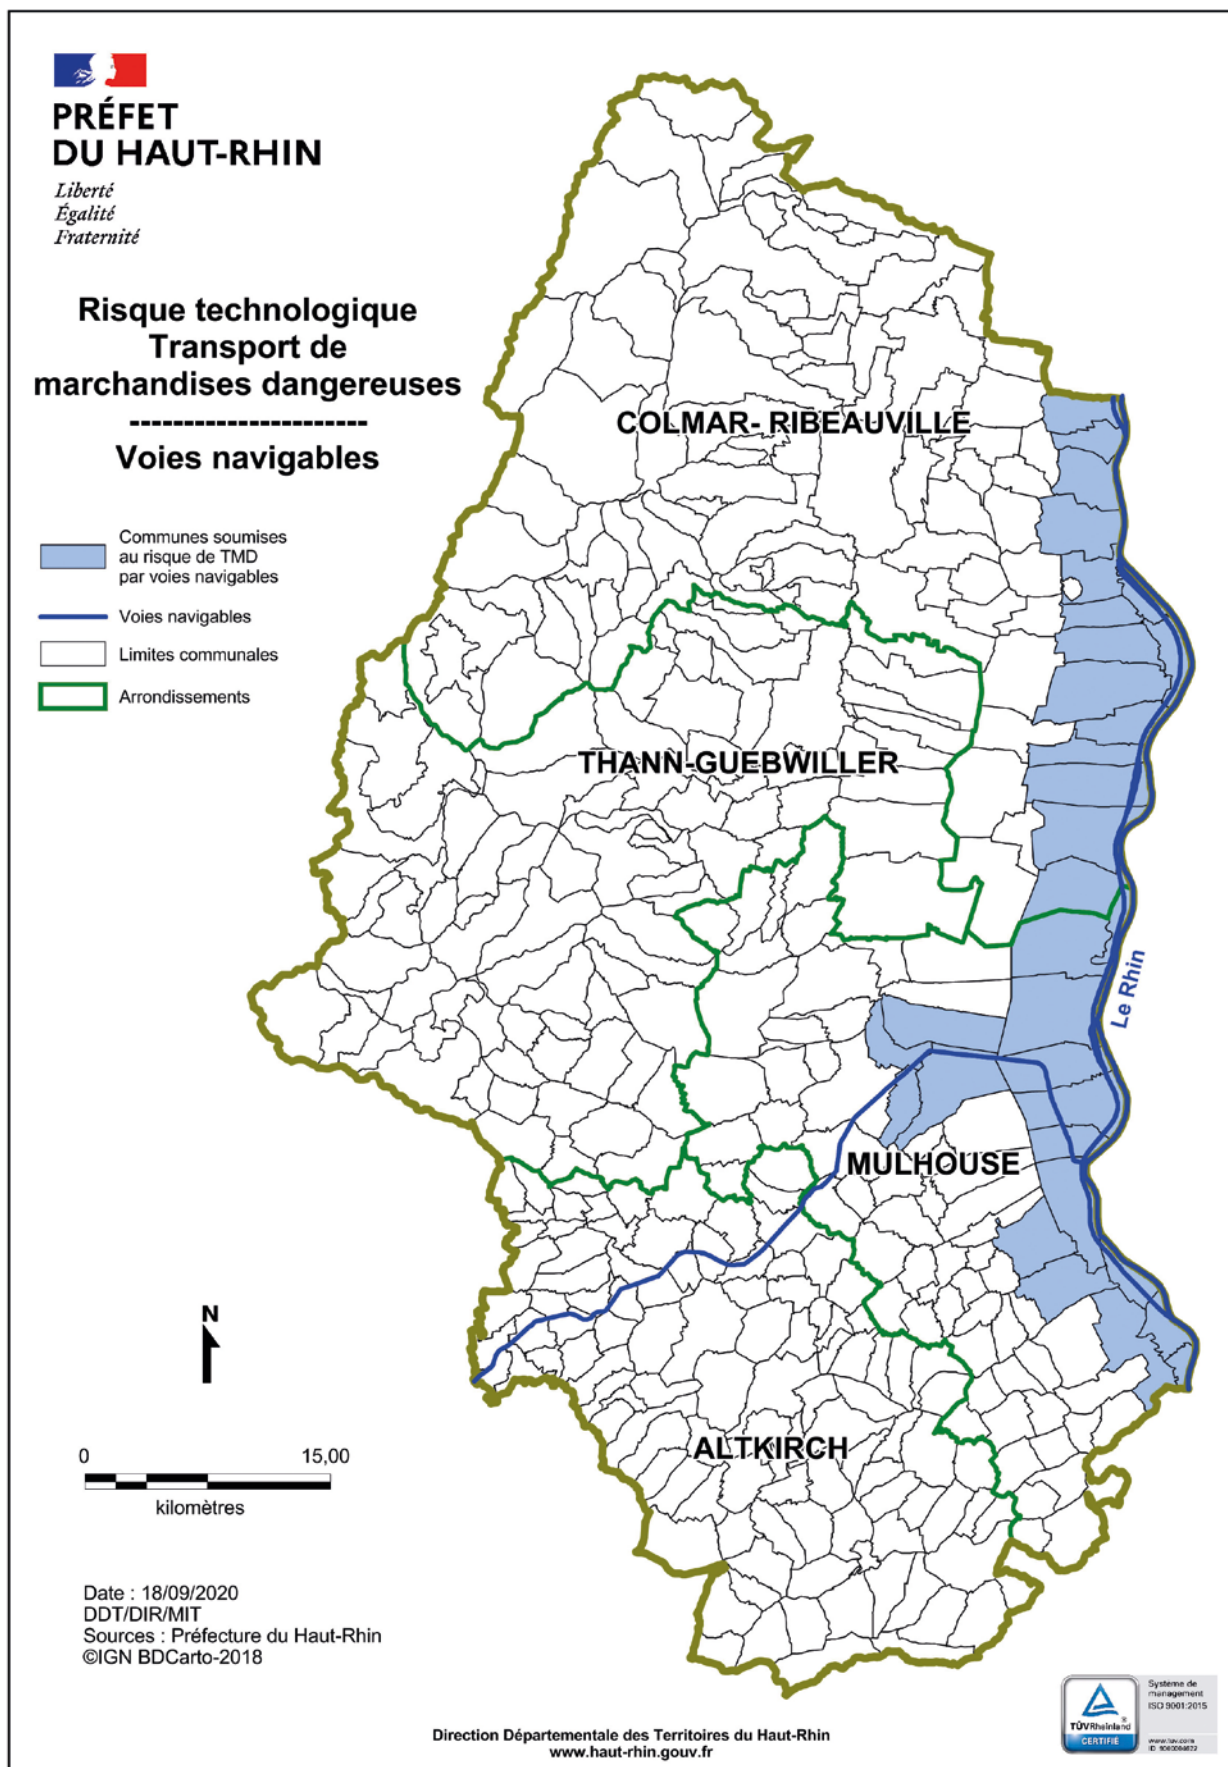 PRÉFET
DU HAUT-RHIN
Liberté
Égalité
Fraternité
Risque technologique
Transport de
marchandises dangereuses
----------------------
Voies navigables
Communes soumises
au risque de TMD
par voies navigables
Voies navigables
Limites communales
Arrondissements
COLMAR- RIBEAUVILLE
THANN-GUEBWILLER
Le Rhin
MULHOUSE
ALTKIRCH
N
0 15,00
kilomètres
Date : 18/09/2020
DDT/DIR/MIT
Sources : Préfecture du Haut-Rhin
©IGN BDCarto-2018
Direction Départementale des Territoires du Haut-Rhin
www.haut-rhin.gouv.fr
TÜVRheinland®
CERTIFIÉ
Système de
management
ISO 9001:2015
www.tuv.com